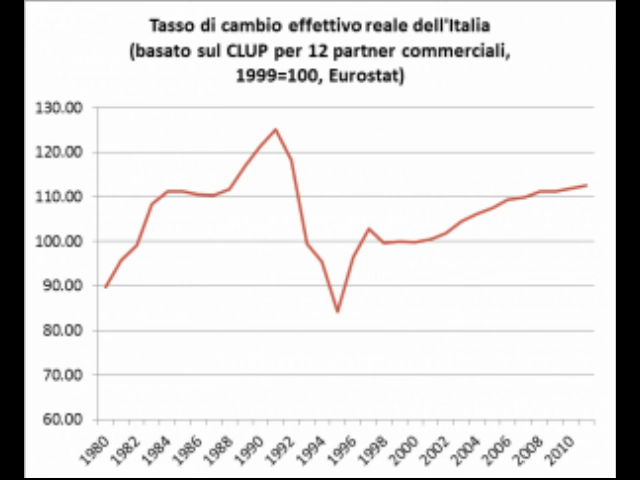 Tasso di cambio effettivo reale dell'Italia
(basato sul CLUP per 12 partner commerciali,
1999=100, Eurostat)
130.00
120.00
110.00
100.00
90.00
80.00
70.00
60.00
1980 1982 1984 1986 1988 1990 1992 1994 1996 1998 2000 2002 2004 2006 2008 2010